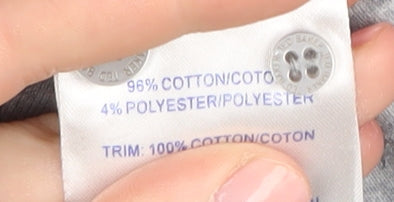 96% COTTON/COTO
4% POLYESTER/POLYESTER
TRIM: 100% COTTON/COTON